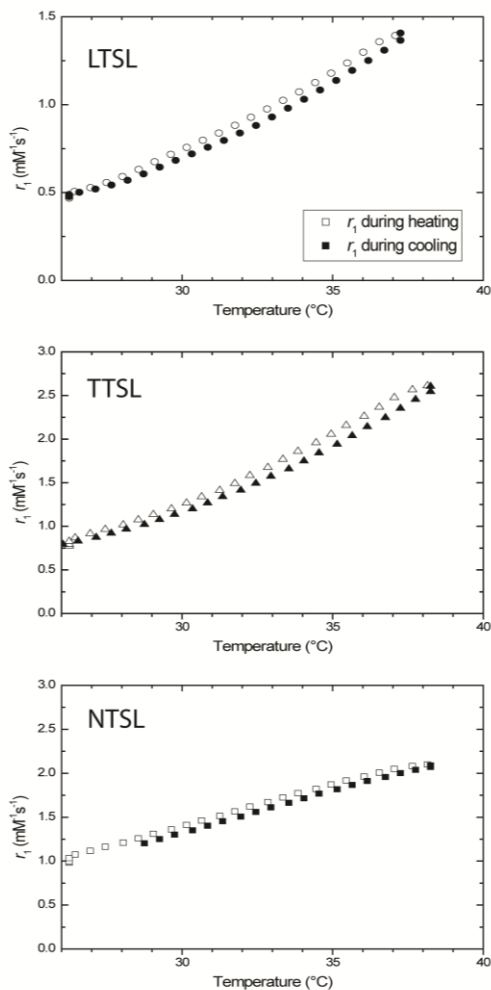 LTSL
1.5
1.0
0.5
0.0
r₁ (mM⁻¹s⁻¹)
r₁ during heating
r₁ during cooling
30
35
40
Temperature (°C)
TTSL
3.0
2.5
2.0
1.5
1.0
0.5
0.0
r₁ (mM⁻¹s⁻¹)
30
35
40
Temperature (°C)
NTSL
3.0
2.5
2.0
1.5
1.0
0.5
0.0
r₁ (mM⁻¹s⁻¹)
30
35
40
Temperature (°C)